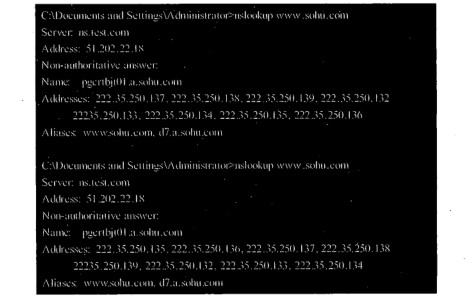 C:\Documents and Settings\Administrator>nslookup www.sohu.com
Server: ns.test.com
Address: 51.202.22.18
Non-authoritative answer:
Name: pgctbjt01.a.sohu.com
Addresses: 222.35.250.137, 222.35.250.138, 222.35.250.139, 222.35.250.132
22235.250.133, 222.35.250.134, 222.35.250.135, 222.35.250.136
Aliases: www.sohu.com, d7.a.sohu.com
C:\Documents and Settings\Administrator>nslookup www.sohu.com
Server: ns.test.com
Address: 51.202.22.18
Non-authoritative answer:
Name: pgctbjt01.a.sohu.com
Addresses: 222.35.250.135, 222.35.250.136, 222.35.250.137, 222.35.250.138
22235.250.139, 222.35.250.132, 222.35.250.133, 222.35.250.134
Aliases: www.sohu.com, d7.a.sohu.com